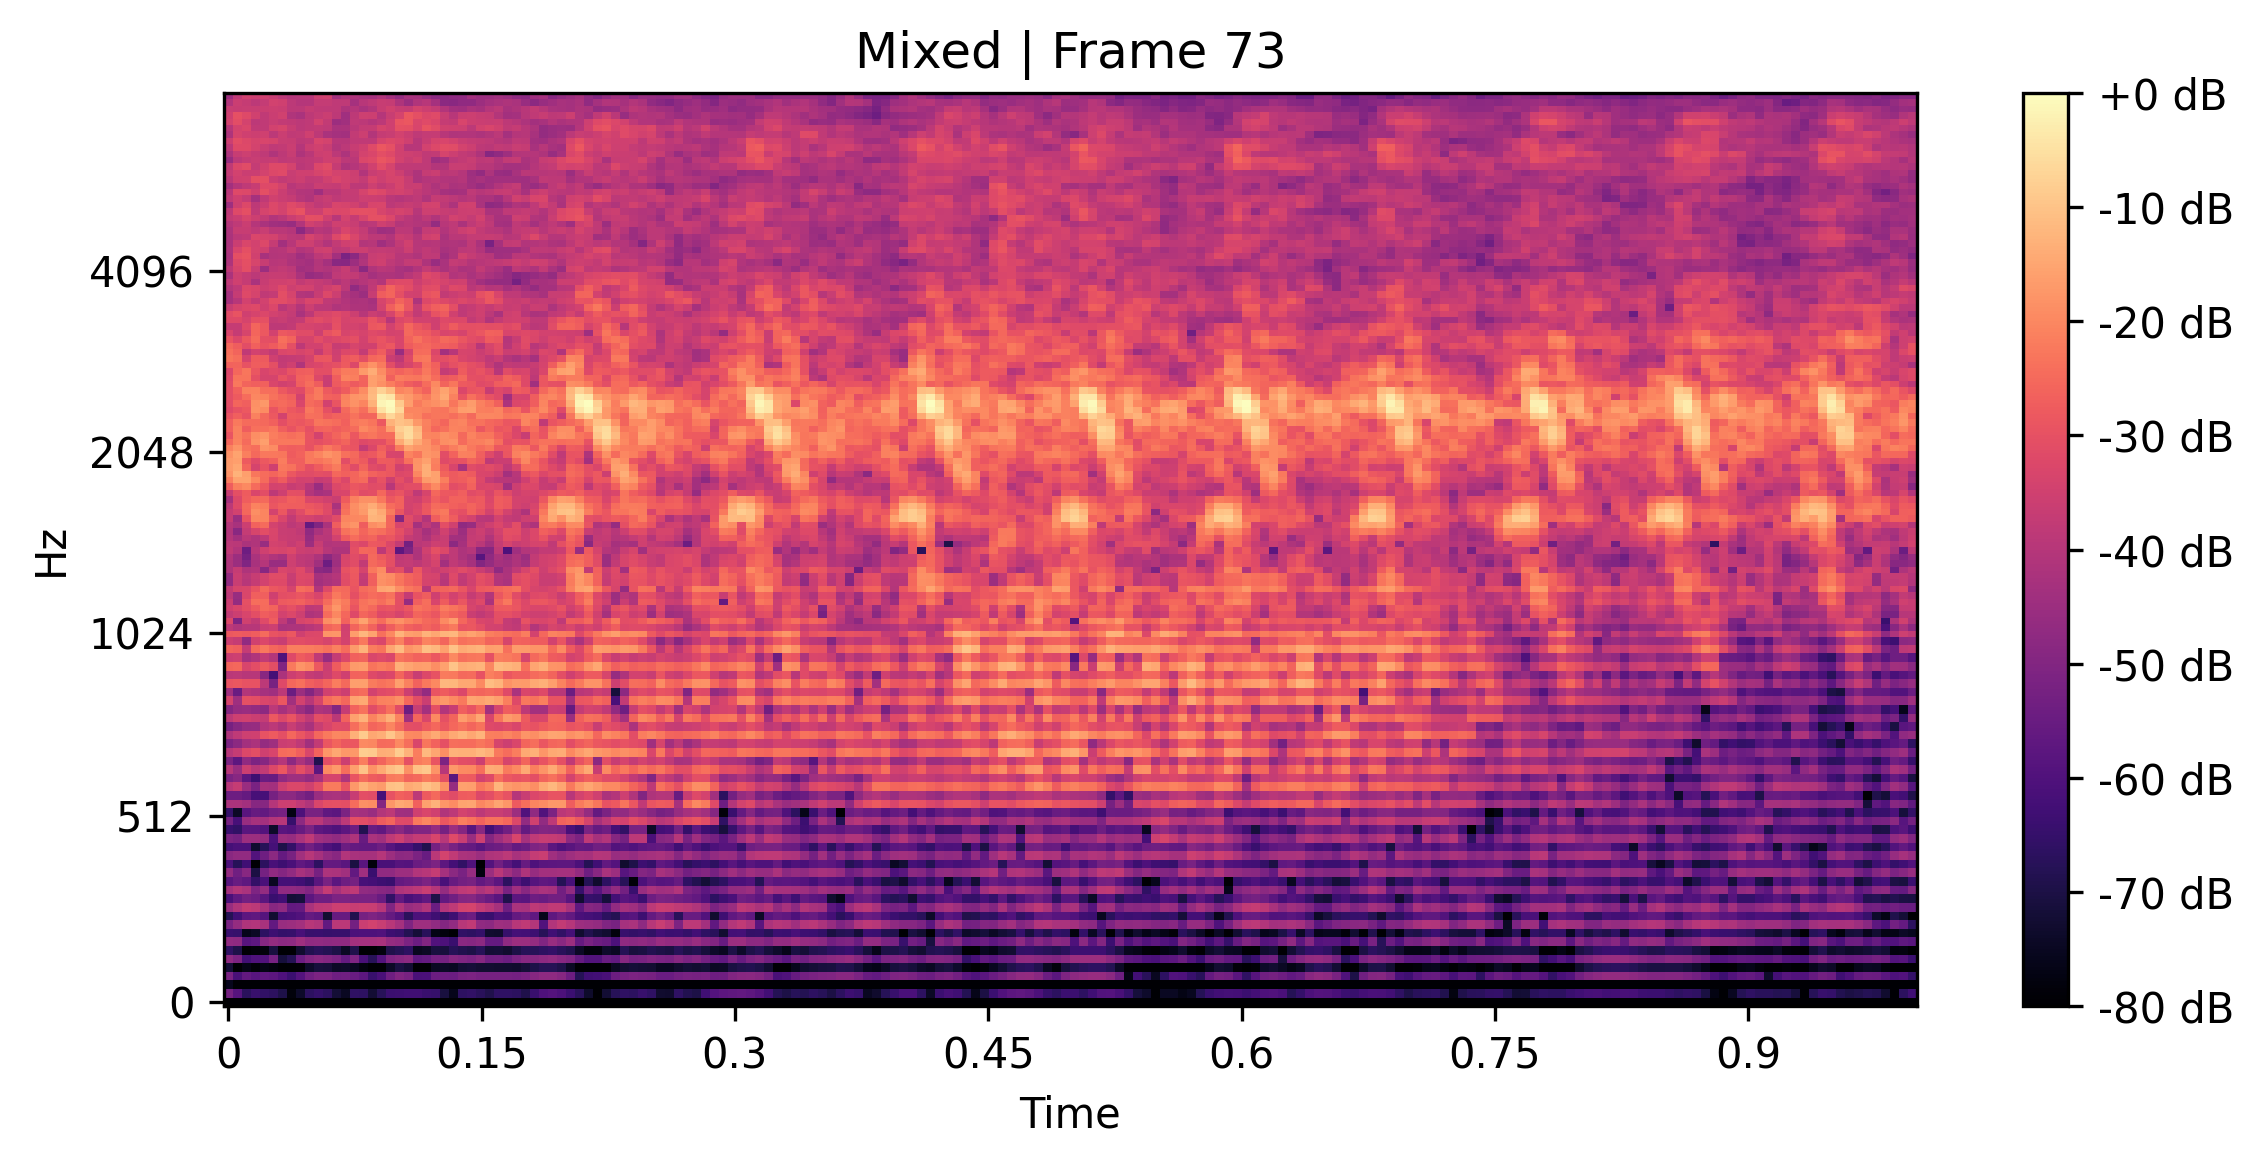 Mixed | Frame 73
+0 dB
-10 dB
-20 dB
-30 dB
-40 dB
-50 dB
-60 dB
-70 dB
-80 dB
4096
2048
1024
512
0
Hz
0 0.15 0.3 0.45 0.6 0.75 0.9
Time